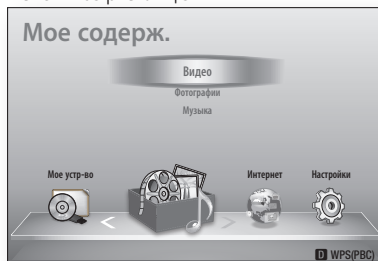 Мое содерж.
Видео
Фотографии
Музыка
Мое устр-во
Интернет
Настройки
D WPS(PBC)